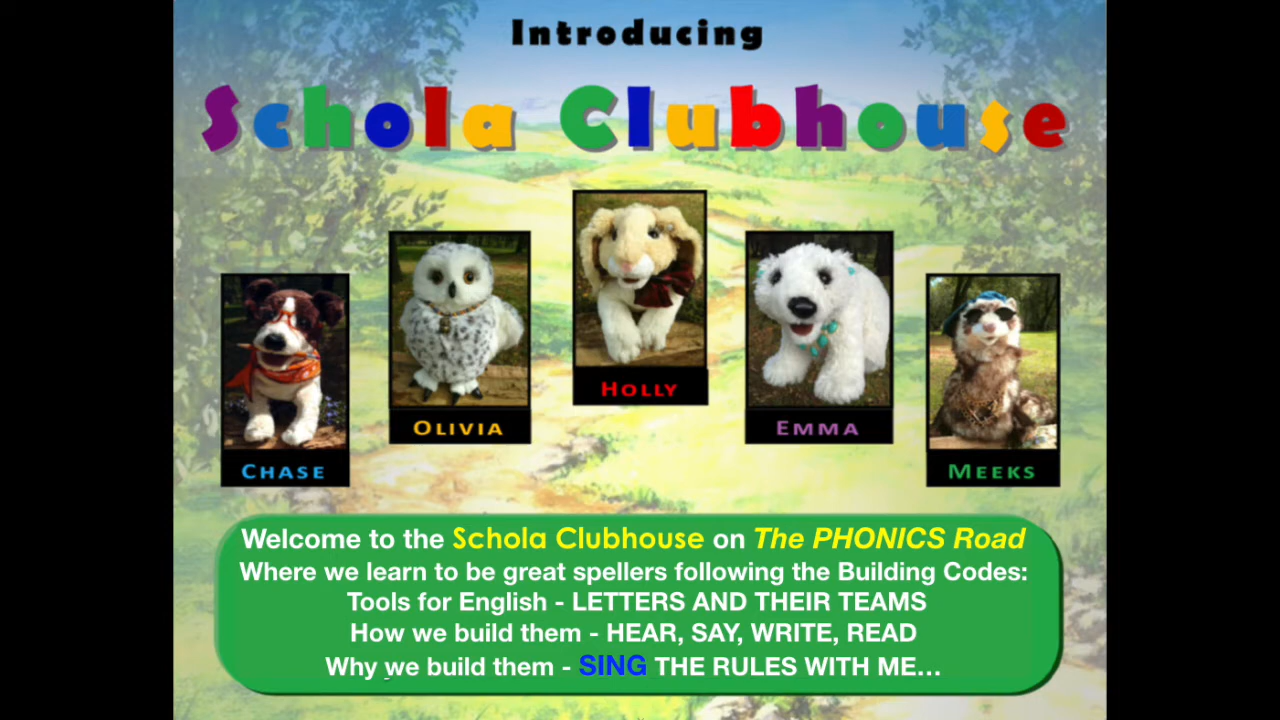 Introducing
Schola Clubhouse
HOLLY
OLIVIA
EMMA
CHASE
MEEKS
Welcome to the Schola Clubhouse on The PHONICS Road
Where we learn to be great spellers following the Building Codes:
Tools for English - LETTERS AND THEIR TEAMS
How we build them - HEAR, SAY, WRITE, READ
Why we build them - SING THE RULES WITH ME…